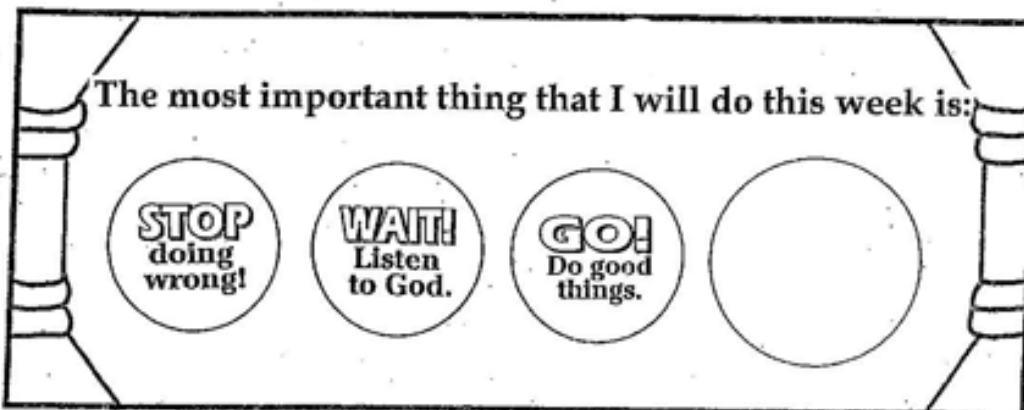 The most important thing that I will do this week is:
STOP
doing
wrong!
WAIT!
Listen
to God.
GO!
Do good
things.